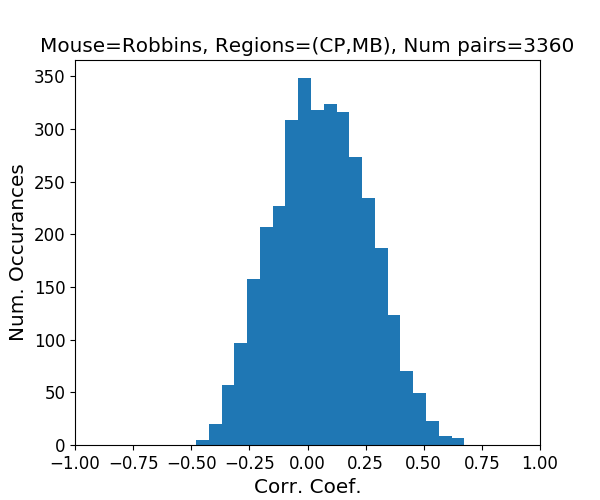 Mouse=Robbins, Regions=(CP,MB), Num pairs=3360
350
300
250
200
150
100
50
0
Num. Occurances
−1.00 −0.75 −0.50 −0.25 0.00 0.25 0.50 0.75 1.00
Corr. Coef.